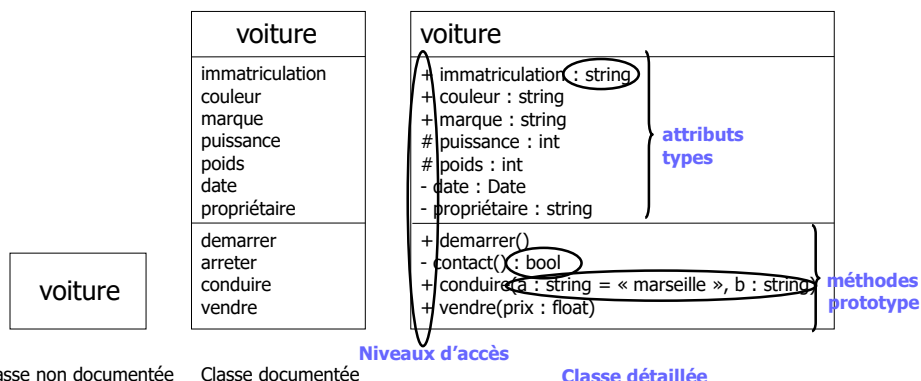 voiture
voiture
immatriculation
couleur
marque
puissance
poids
date
propriétaire
demarrer
arreter
conduire
vendre
voiture
+ immatriculation : string
+ couleur : string
+ marque : string
# puissance : int
# poids : int
- date : Date
- propriétaire : string
attributs
types
+ demarrer()
- contact() : bool
+ conduire(a : string = « marseille », b : string)
+ vendre(prix : float)
méthodes
prototype
Niveaux d'accès
asse non documentée
Classe documentée
Classe détaillée